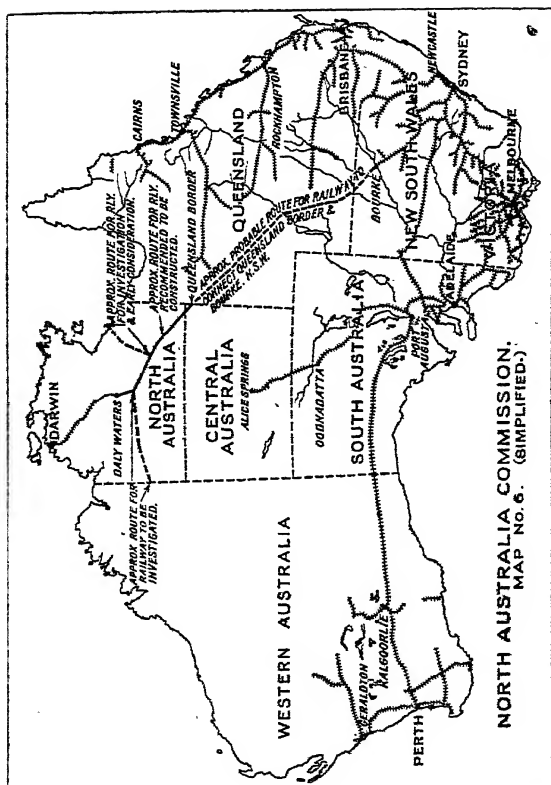 DARWIN
DALY WATERS
NORTH
AUSTRALIA
CENTRAL
AUSTRALIA
ALICE SPRINGS
APPROX. ROUTE FOR RLY.
FOR INVESTIGATION
& EARLY CONSIDERATION.
APPROX. ROUTE FOR RLY.
RECOMMENDED TO BE
CONSTRUCTED.
QUEENSLAND BORDER
APPROX. PROBABLE ROUTE FOR RAILWAY TO
CONNECT QUEENSLAND BORDER &
BOURKE. N.S.W.
APPROX ROUTE FOR
RAILWAY TO BE
INVESTIGATED.
CAIRNS
TOWNSVILLE
QUEENSLAND
ROCKHAMPTON
BRISBANE
BOURKE
NEW SOUTH WALES
NEWCASTLE
SYDNEY
VICTORIA
MELBOURNE
SOUTH AUSTRALIA
OODNADATTA
PORT
AUGUSTA
ADELAIDE
WESTERN AUSTRALIA
GERALDTON
KALGOORLIE
PERTH
NORTH AUSTRALIA COMMISSION.
MAP No. 6. (SIMPLIFIED.)